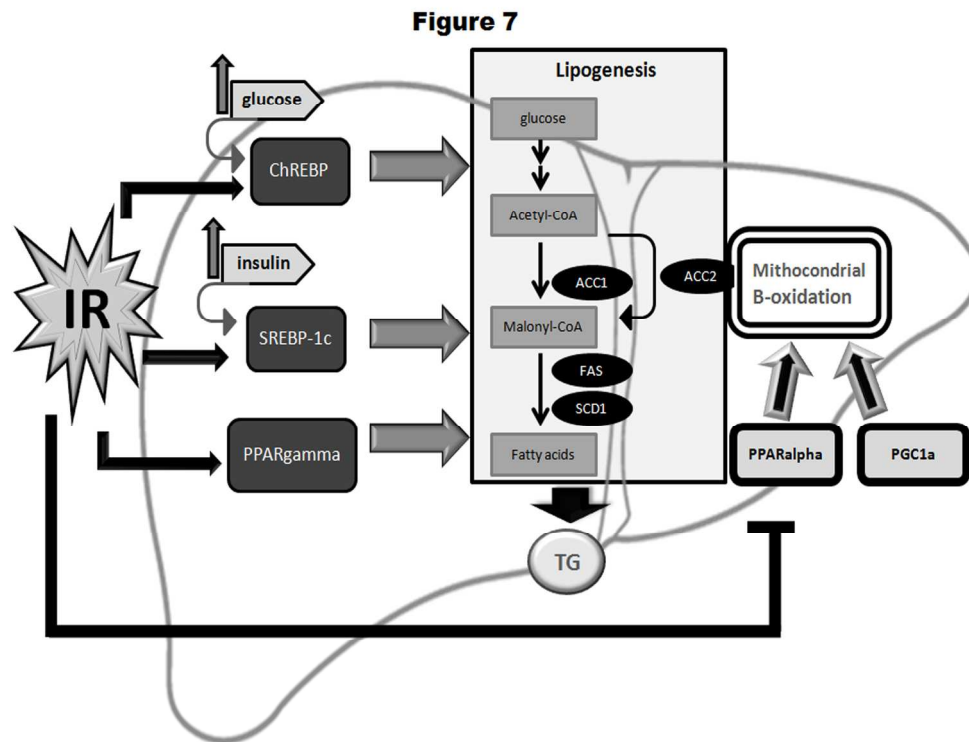 Figure 7
Lipogenesis
glucose
glucose
ChREBP
Acetyl-CoA
insulin
ACC1
ACC2
Mithocondrial
B-oxidation
IR
SREBP-1c
Malonyl-CoA
FAS
SCD1
PPARgamma
Fatty acids
PPARalpha
PGC1a
TG